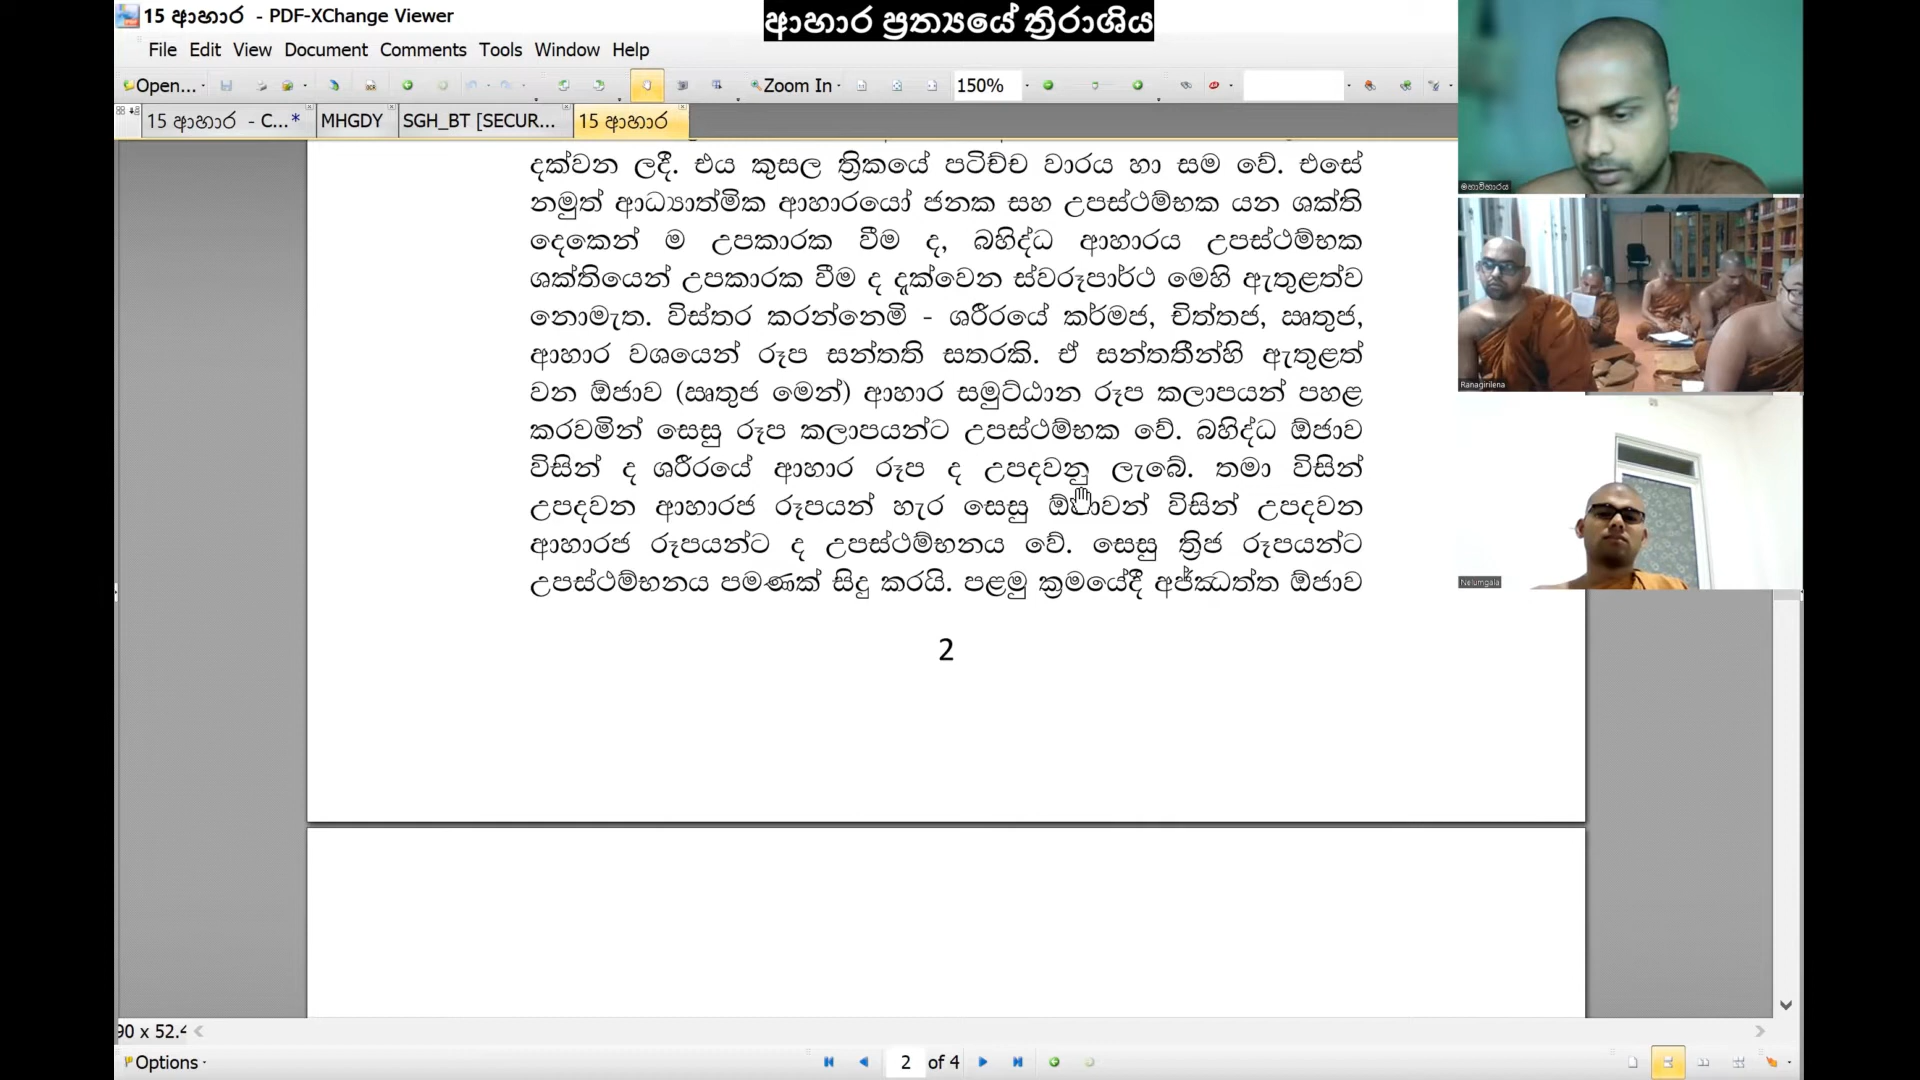 15 ආහාර - PDF-XChange Viewer
ආහාර ප්‍රත්‍යයේ ත්‍රිරාශිය
File Edit View Document Comments Tools Window Help
Open... Zoom In 150%
15 ආහාර - C...* MHGDY SGH_BT [SECUR... 15 ආහාර
දක්වන ලදී. එය කුසල ත්‍රිකයේ පටිච්ච වාරය හා සම වේ. එසේ
නමුත් ආධ්‍යාත්මික ආහාරයෝ ජනක සහ උපස්ථම්භක යන ශක්ති
දෙකෙන් ම උපකාරක වීම ද, බහිද්ධ ආහාරය උපස්ථම්භක
ශක්තියෙන් උපකාරක වීම ද දැක්වෙන ස්වරූපාර්ථ මෙහි ඇතුළත්ව
නොමැත. විස්තර කරන්නෙමි - ශරීරයේ කර්මජ, චිත්තජ, ඍතුජ,
ආහාර වශයෙන් රූප සන්තති සතරකි. ඒ සන්තතීන්හි ඇතුළත්
වන ඕජාව (ඍතුජ මෙන්) ආහාර සමුට්ඨාන රූප කලාපයන් පහළ
කරවමින් සෙසු රූප කලාපයන්ට උපස්ථම්භක වේ. බහිද්ධ ඕජාව
විසින් ද ශරීරයේ ආහාර රූප ද උපදවනු ලැබේ. තමා විසින්
උපදවන ආහාරජ රූපයන් හැර සෙසු ඕජාවන් විසින් උපදවන
ආහාරජ රූපයන්ට ද උපස්ථම්භනය වේ. සෙසු ත්‍රිජ රූපයන්ට
උපස්ථම්භනය පමණක් සිදු කරයි. පළමු ක්‍රමයේදී අජ්ඣත්ත ඕජාව
2
මහාවිහාරය
Ranagirilena
Nelumgala
90 x 52.4
Options 2 of 4